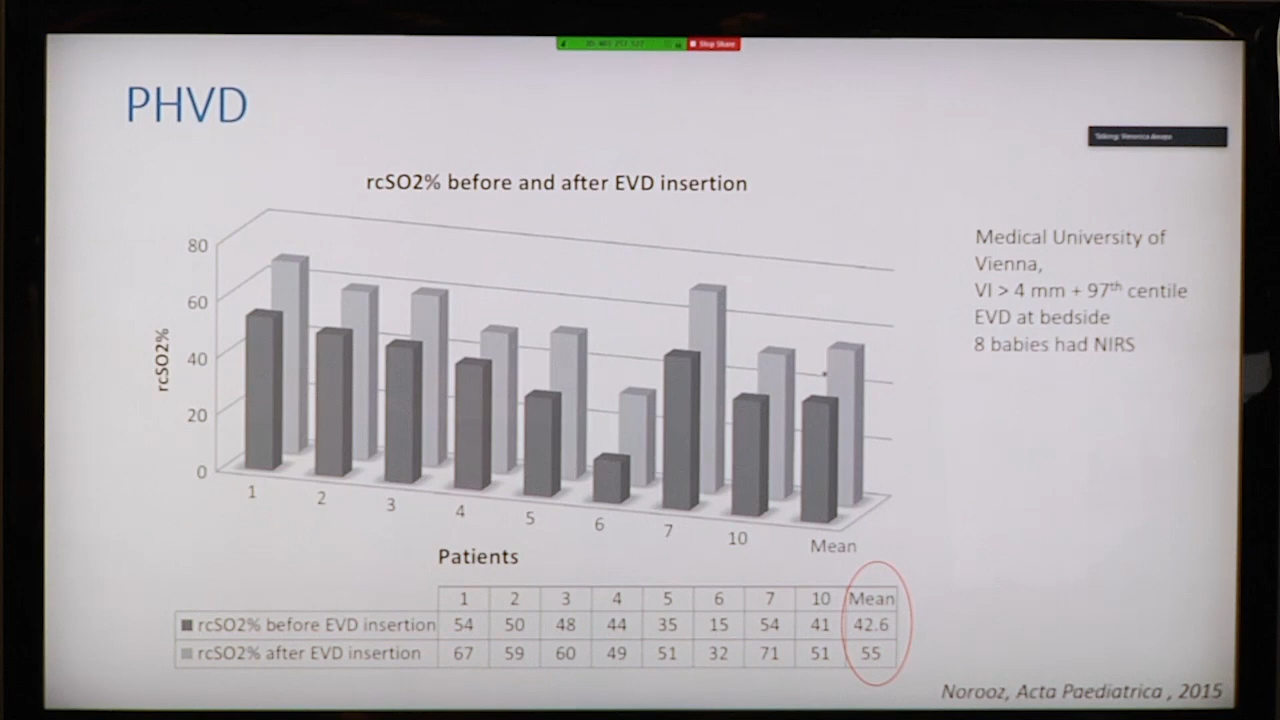 Stop Share
PHVD
rcSO2% before and after EVD insertion
80
60
40
20
0
rcSO2%
1 2 3 4 5 6 7 10 Mean
Patients
Medical University of
Vienna,
VI > 4 mm + 97th centile
EVD at bedside
8 babies had NIRS
1 2 3 4 5 6 7 10 Mean
rcSO2% before EVD insertion 54 50 48 44 35 15 54 41 42.6
rcSO2% after EVD insertion 67 59 60 49 51 32 71 51 55
Norooz, Acta Paediatrica , 2015